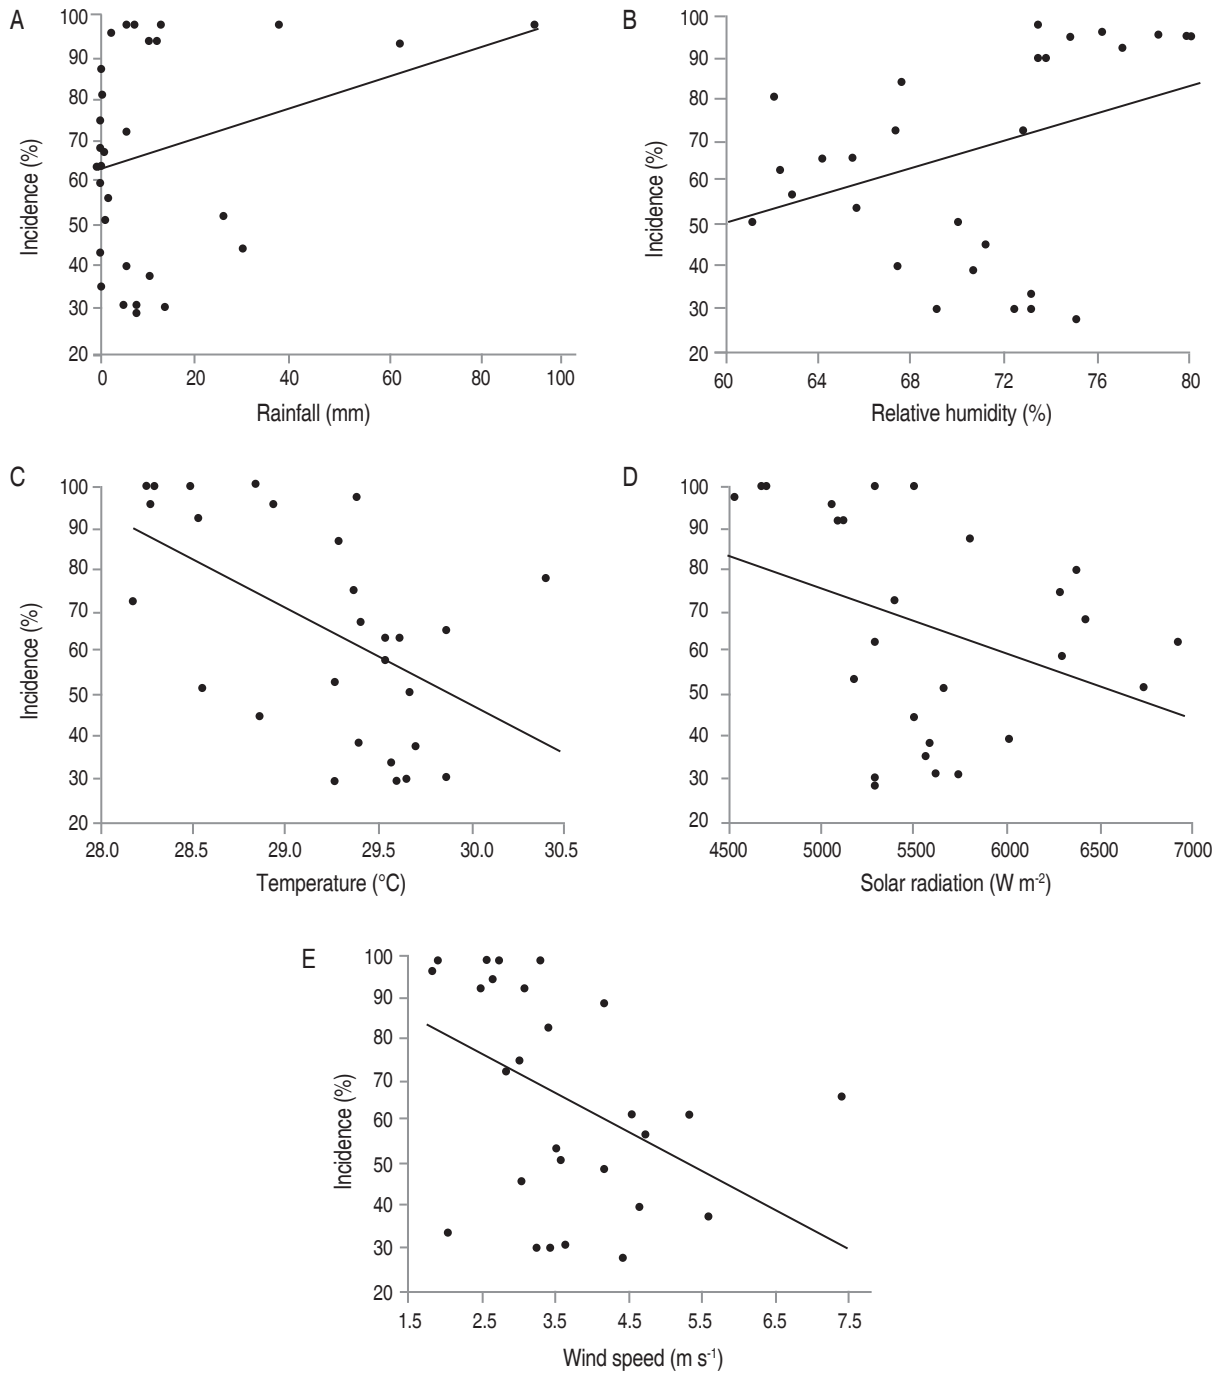 A
B
100
90
80
70
60
50
40
30
20
Incidence (%)
0 20 40 60 80 100
Rainfall (mm)
100
90
80
70
60
50
40
30
20
Incidence (%)
60 64 68 72 76 80
Relative humidity (%)
C
D
100
90
80
70
60
50
40
30
20
Incidence (%)
28.0 28.5 29.0 29.5 30.0 30.5
Temperature (°C)
100
90
80
70
60
50
40
30
20
4500 5000 5500 6000 6500 7000
Solar radiation (W m-2)
E
100
90
80
70
60
50
40
30
20
Incidence (%)
1.5 2.5 3.5 4.5 5.5 6.5 7.5
Wind speed (m s-1)